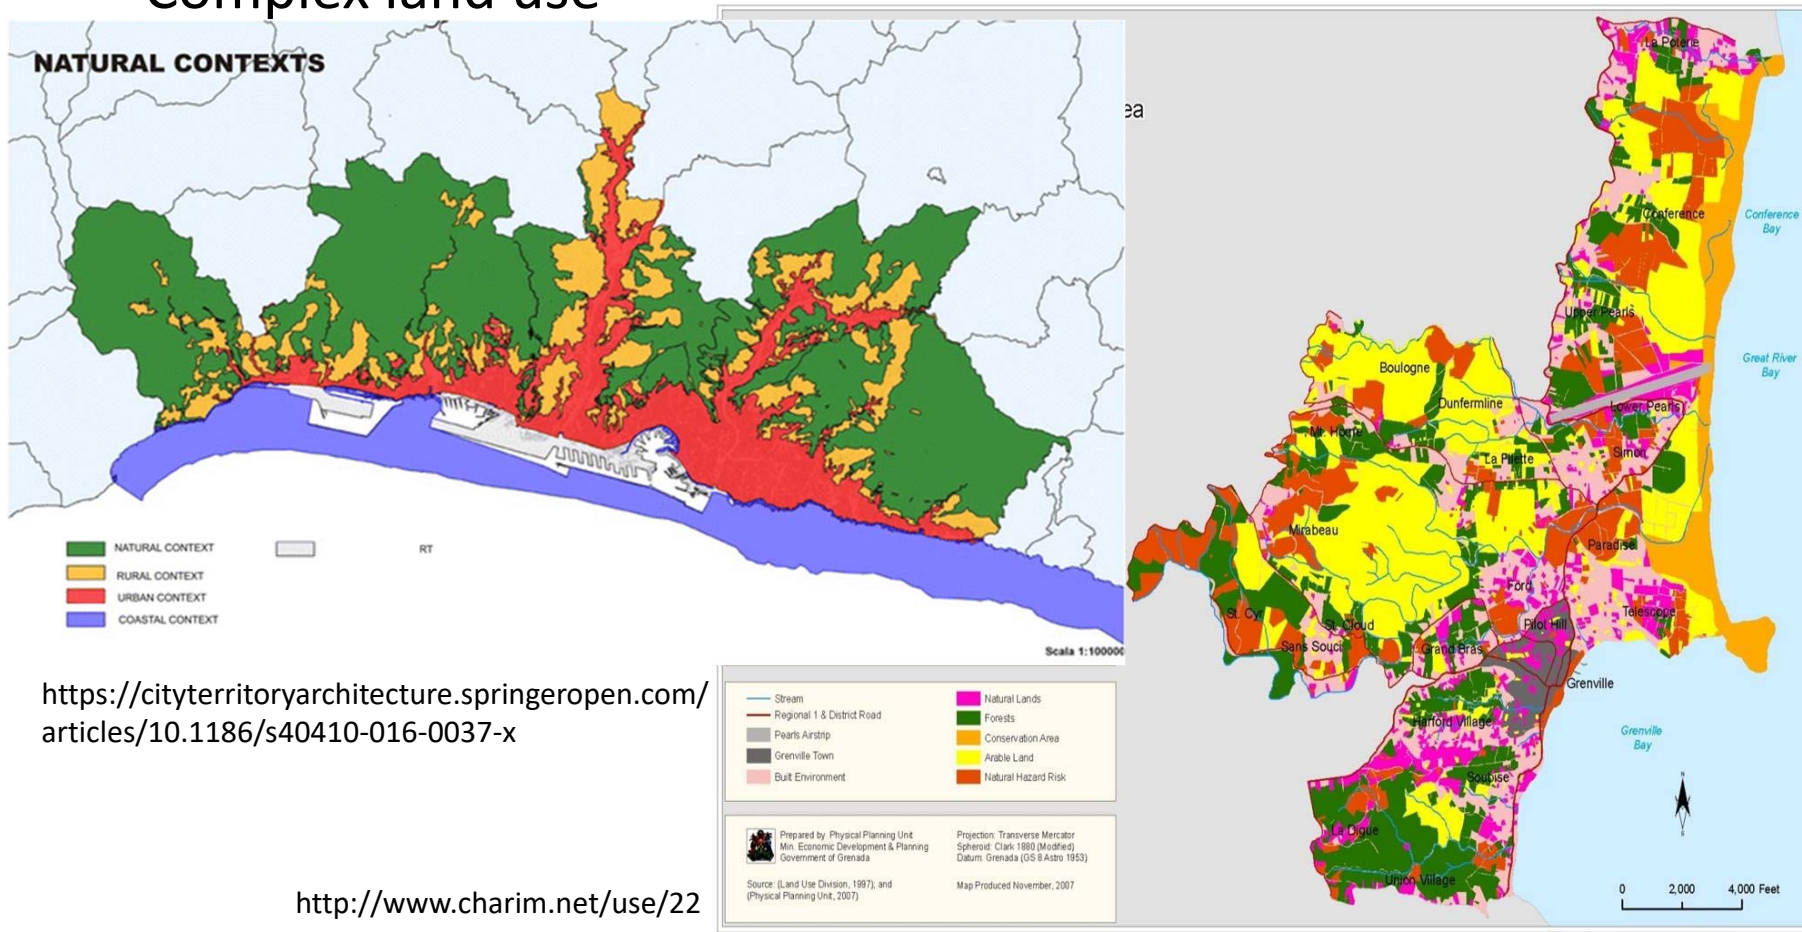 Complex land use
NATURAL CONTEXTS
NATURAL CONTEXT
RURAL CONTEXT
URBAN CONTEXT
COASTAL CONTEXT
RT
Scala 1:100000
https://cityterritoryarchitecture.springeropen.com/
articles/10.1186/s40410-016-0037-x
http://www.charim.net/use/22
ea
La Poterie
Conference
Conference
Bay
Upper Pearls
Great River
Bay
Boulogne
Dunfermline
Lower Pearls
Mt. Horne
La Fillette
Simon
Mirabeau
Paradise
Ford
St. Cyr
St. Cloud
Pilot Hill
Telescope
Sans Souci
Grand Bras
Grenville
Harford Village
Grenville
Bay
Soubise
La Digue
Union Village
N
S
0 2,000 4,000 Feet
Stream
Regional 1 & District Road
Pearls Airstrip
Grenville Town
Built Environment
Natural Lands
Forests
Conservation Area
Arable Land
Natural Hazard Risk
Prepared by Physical Planning Unit
Min. Economic Development & Planning
Government of Grenada
Source: (Land Use Division, 1997); and
(Physical Planning Unit, 2007)
Projection: Transverse Mercator
Spheroid: Clark 1880 (Modified)
Datum: Grenada (GS 8 Astro 1953)
Map Produced November, 2007